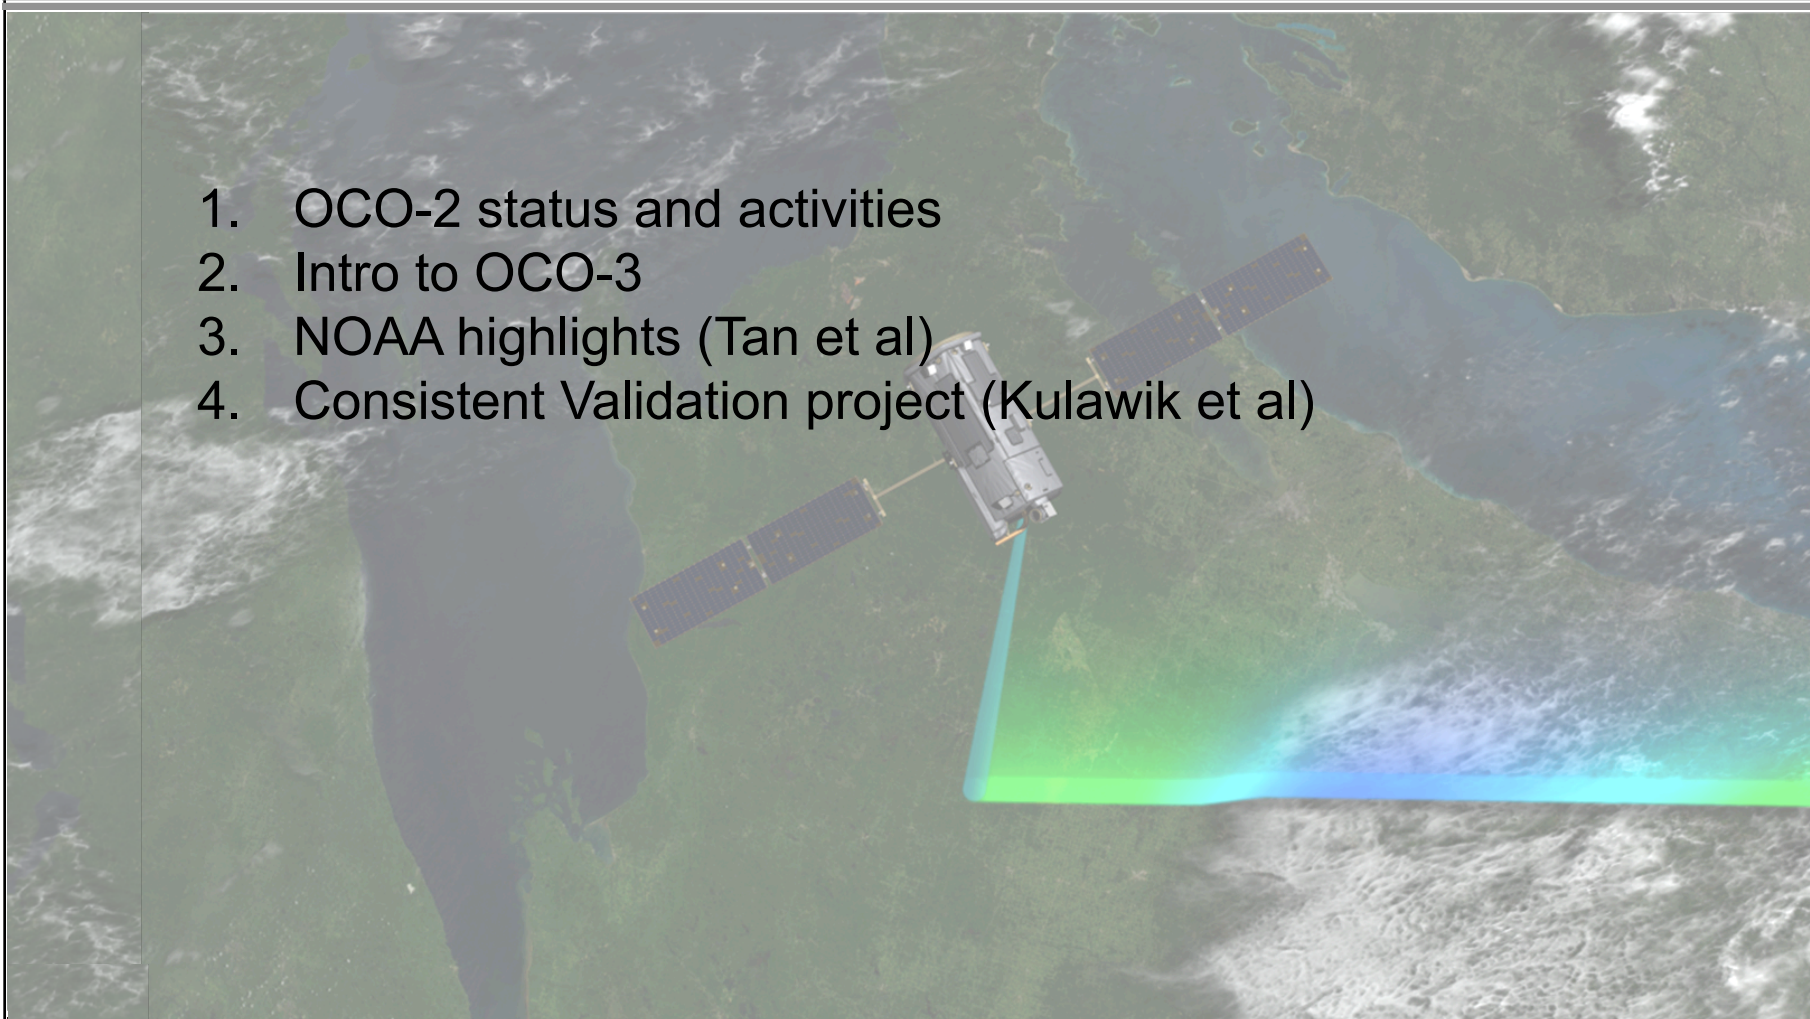 1. OCO-2 status and activities
2. Intro to OCO-3
3. NOAA highlights (Tan et al)
4. Consistent Validation project (Kulawik et al)